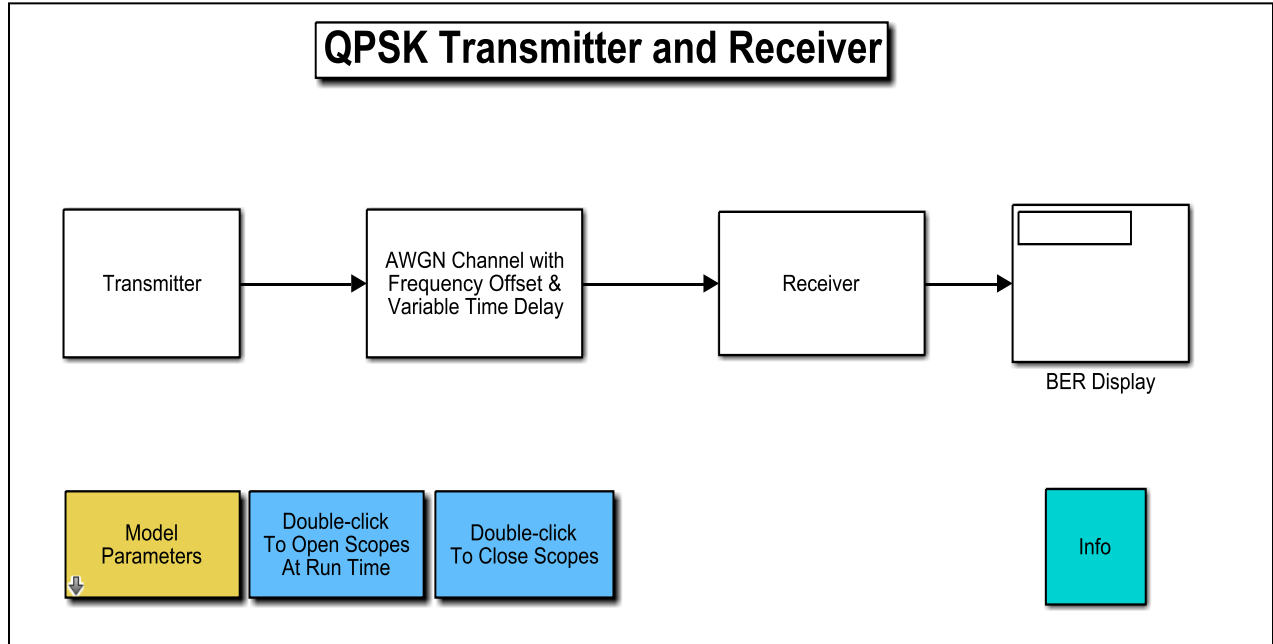 QPSK Transmitter and Receiver
Transmitter
AWGN Channel with
Frequency Offset &
Variable Time Delay
Receiver
BER Display
Model
Parameters
Double-click
To Open Scopes
At Run Time
Double-click
To Close Scopes
Info